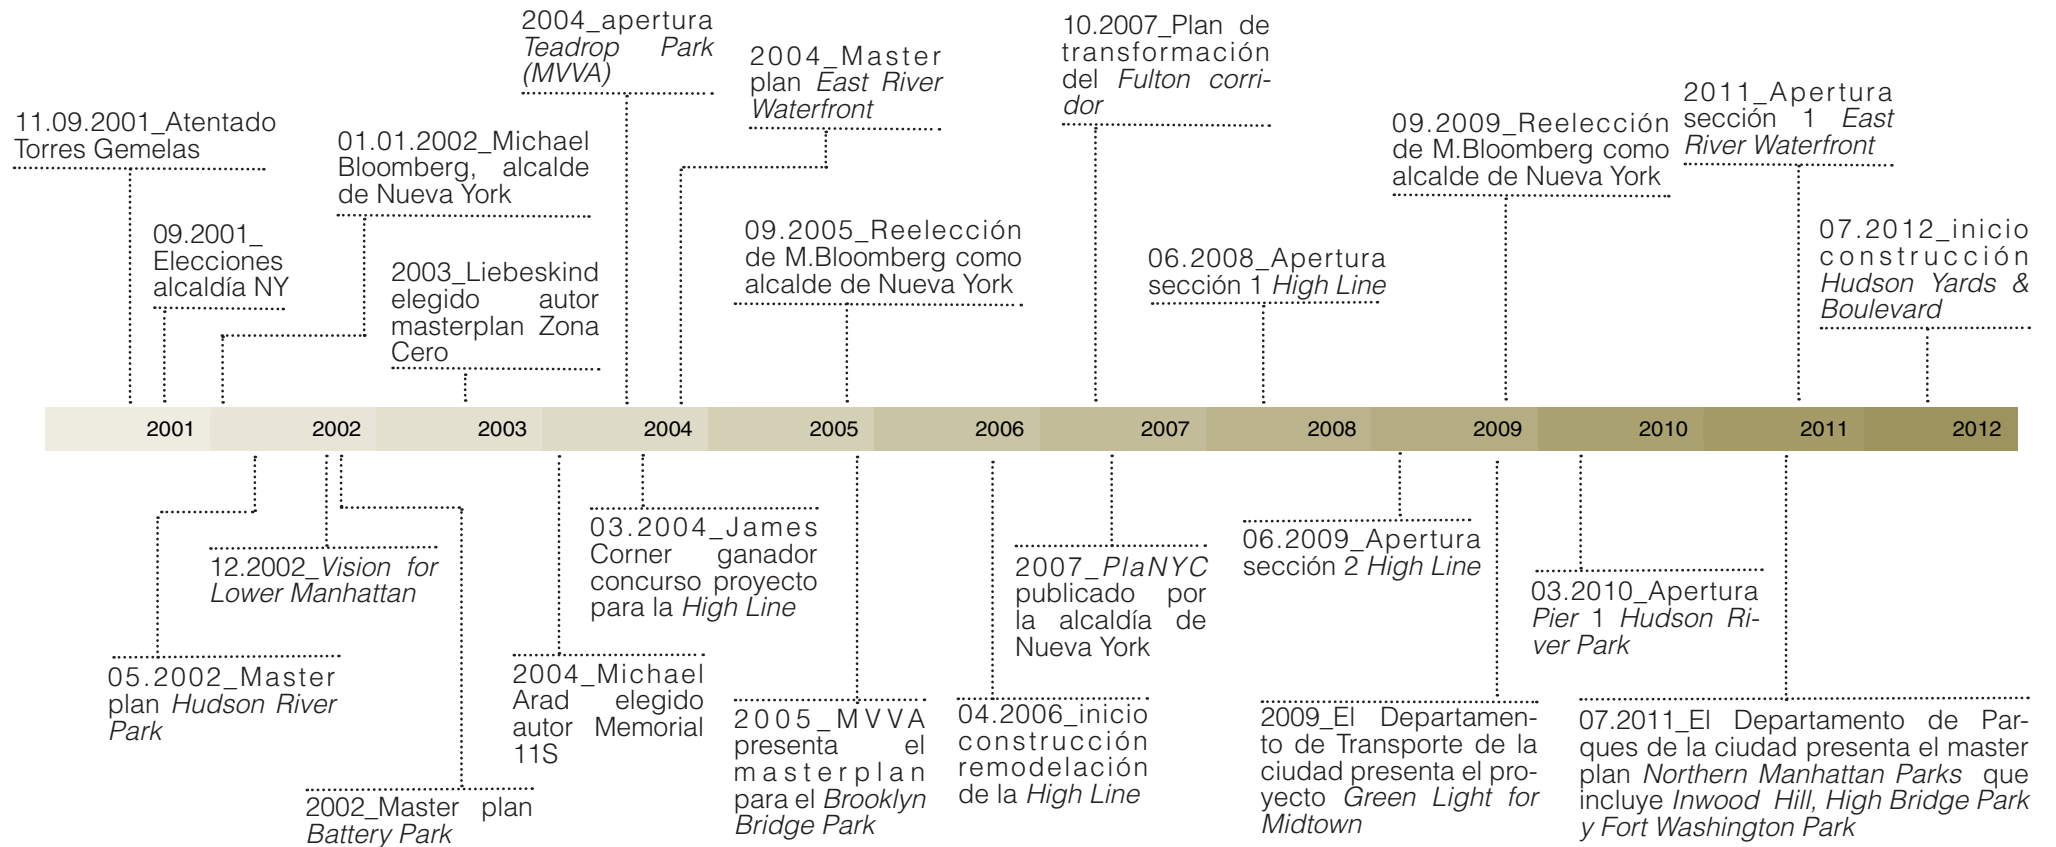 11.09.2001_Atentado
Torres Gemelas
09.2001_
Elecciones
alcaldía NY
01.01.2002_Michael
Bloomberg, alcalde
de Nueva York
2003_Liebeskind
elegido autor
masterplan Zona
Cero
2004_apertura
Teadrop Park
(MVVA)
2004_Master
plan East River
Waterfront
09.2005_Reelección
de M.Bloomberg como
alcalde de Nueva York
10.2007_Plan de
transformación
del Fulton corri-
dor
06.2008_Apertura
sección 1 High Line
09.2009_Reelección
de M.Bloomberg como
alcalde de Nueva York
2011_Apertura
sección 1 East
River Waterfront
07.2012_inicio
construcción
Hudson Yards &
Boulevard
2001 2002 2003 2004 2005 2006 2007 2008 2009 2010 2011 2012
05.2002_Master
plan Hudson River
Park
12.2002_Vision for
Lower Manhattan
2002_Master plan
Battery Park
2004_Michael
Arad elegido
autor Memorial
11S
03.2004_James
Corner ganador
concurso proyecto
para la High Line
2005_MVVA
presenta el
masterplan
para el Brooklyn
Bridge Park
04.2006_inicio
construcción
remodelación
de la High Line
2007_PlaNYC
publicado por
la alcaldía de
Nueva York
06.2009_Apertura
sección 2 High Line
2009_El Departamen-
to de Transporte de la
ciudad presenta el pro-
yecto Green Light for
Midtown
03.2010_Apertura
Pier 1 Hudson Ri-
ver Park
07.2011_El Departamento de Par-
ques de la ciudad presenta el master
plan Northern Manhattan Parks que
incluye Inwood Hill, High Bridge Park
y Fort Washington Park